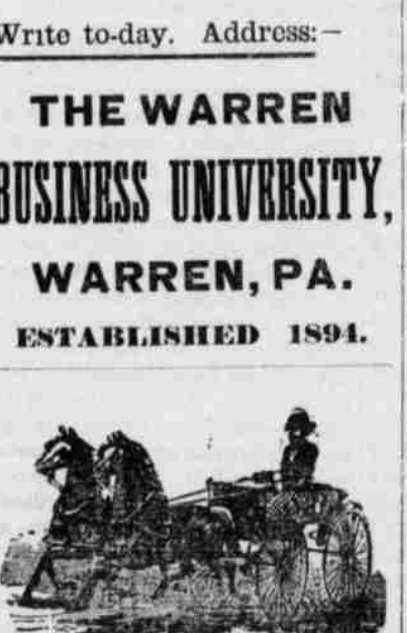 Write to-day. Address:—
THE WARREN
BUSINESS UNIVERSITY,
WARREN, PA.
ESTABLISHED 1894.